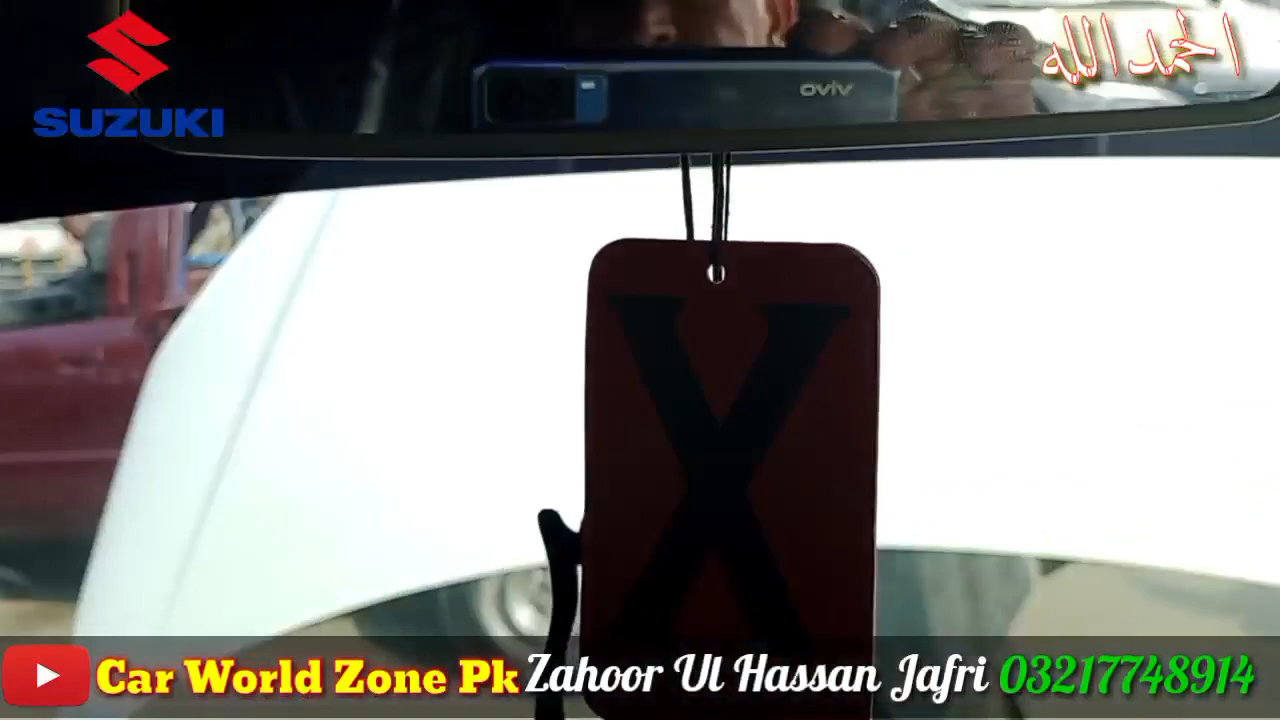 الحمد الله
SUZUKI
vivo
X
Car World Zone Pk Zahoor Ul Hassan Jafri 03217748914